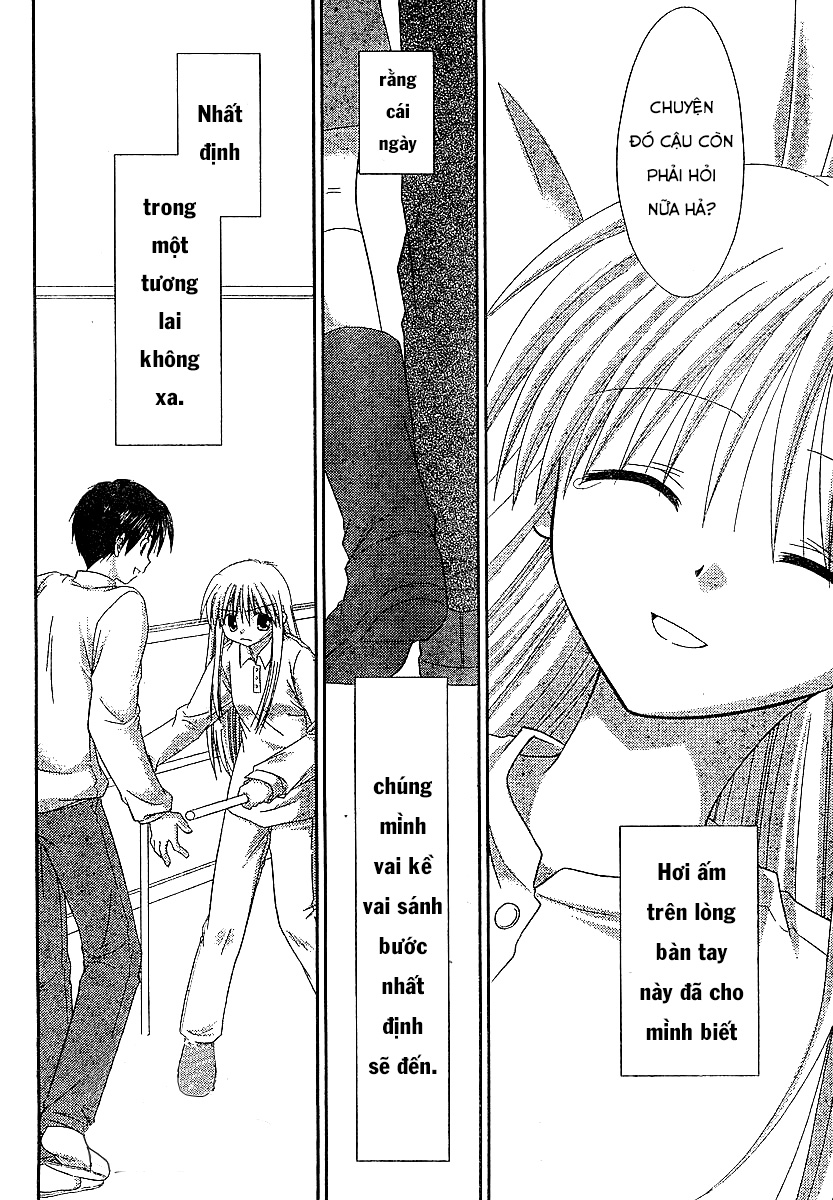 CHUYỆN
ĐÓ CẬU CÒN
PHẢI HỎI
NỮA HẢ?
Hơi ấm
trên lòng
bàn tay
này đã cho
mình biết
rằng
cái
ngày
chúng
mình
vai kề
vai sánh
bước
nhất
định
sẽ đến.
Nhất
định
trong
một
tương
lai
không
xa.